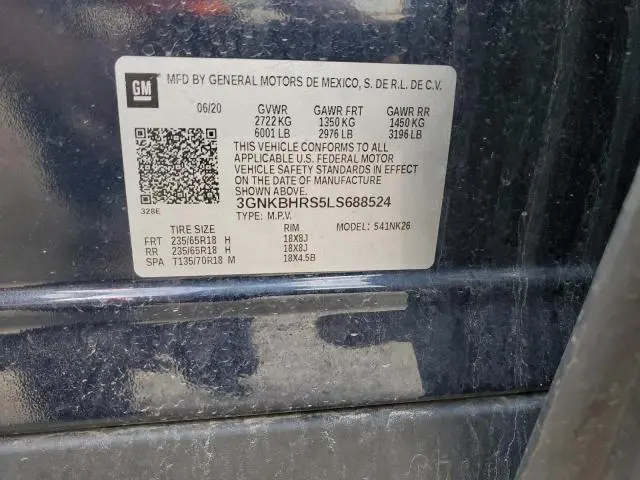 GM
MFD BY GENERAL MOTORS DE MEXICO, S. DE R.L. DE C.V.
06/20 GVWR GAWR FRT GAWR RR
2722 KG 1350 KG 1450 KG
6001 LB 2976 LB 3196 LB
THIS VEHICLE CONFORMS TO ALL
APPLICABLE U.S. FEDERAL MOTOR
VEHICLE SAFETY STANDARDS IN EFFECT
ON THE DATE OF MANUFACTURE
SHOWN ABOVE.
3GNKBHRS5LS688524
328E TYPE: M.P.V.
TIRE SIZE RIM MODEL: 541NK26
FRT 235/65R18 H 18X8J
RR 235/65R18 H 18X8J
SPA T135/70R18 M 18X4.5B